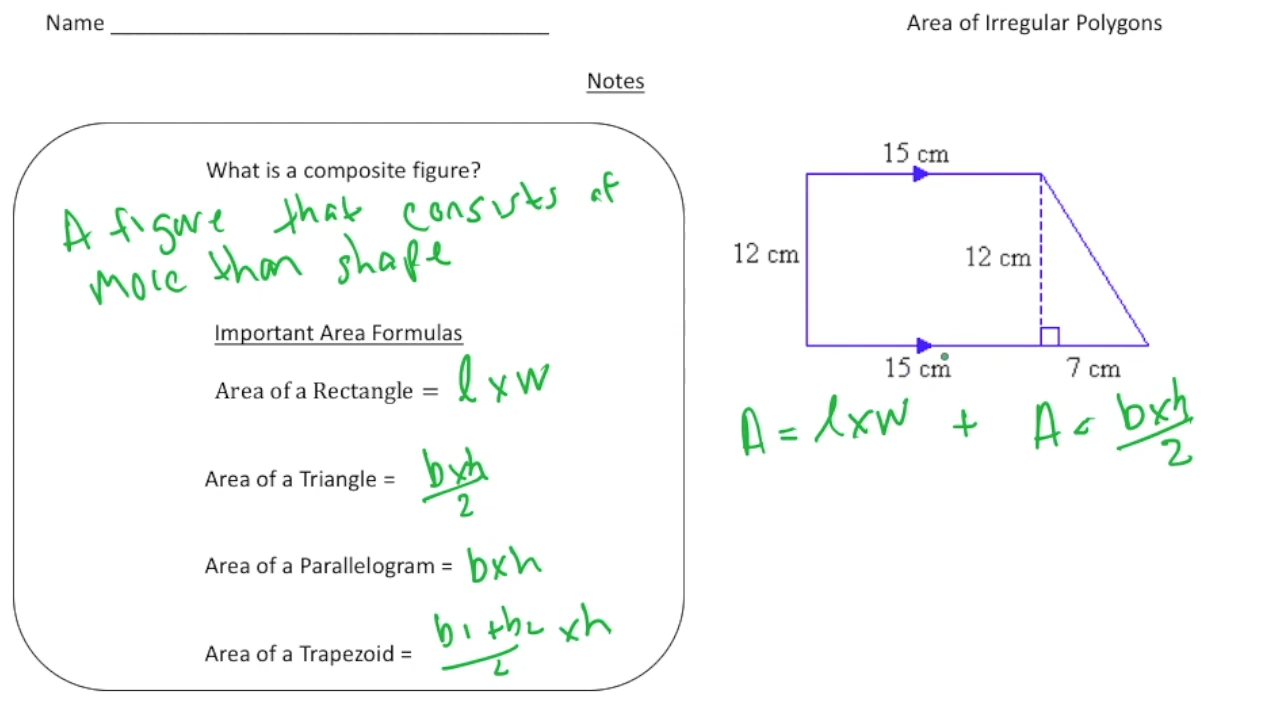 Name
Area of Irregular Polygons
Notes
What is a composite figure?
A figure that consists of
more than shape
Important Area Formulas
Area of a Rectangle = l x w
Area of a Triangle = bxh
2
Area of a Parallelogram = bxh
Area of a Trapezoid = b1 + b2 x h
2
15 cm
12 cm
12 cm
15 cm
7 cm
A = l x w + A = bxh
2